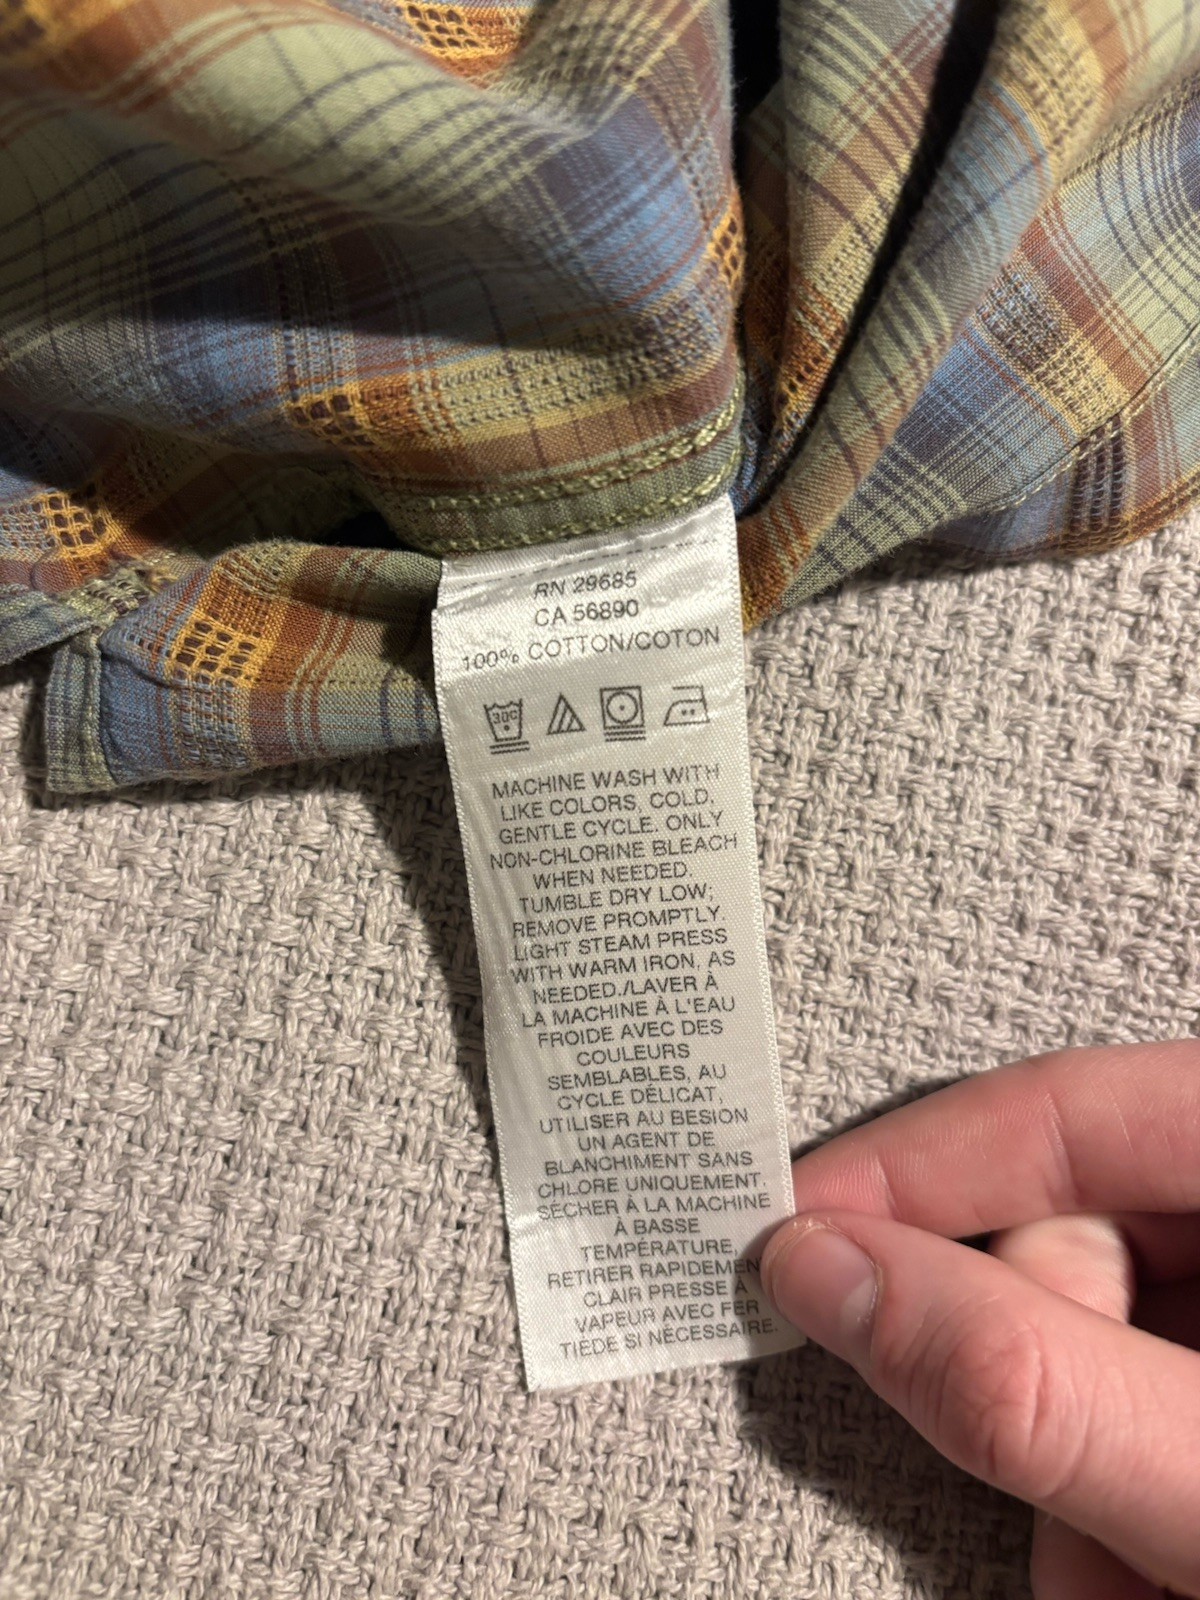 RN 29685
CA 56890
100% COTTON/COTON
30C
MACHINE WASH WITH
LIKE COLORS, COLD,
GENTLE CYCLE. ONLY
NON-CHLORINE BLEACH
WHEN NEEDED.
TUMBLE DRY LOW;
REMOVE PROMPTLY.
LIGHT STEAM PRESS
WITH WARM IRON, AS
NEEDED./LAVER À
LA MACHINE À L'EAU
FROIDE AVEC DES
COULEURS
SEMBLABLES, AU
CYCLE DÉLICAT,
UTILISER AU BESION
UN AGENT DE
BLANCHIMENT SANS
CHLORE UNIQUEMENT.
SÉCHER À LA MACHINE
À BASSE
TEMPÉRATURE,
RETIRER RAPIDEMEN
CLAIR PRESSE À
VAPEUR AVEC FER
TIÈDE SI NÉCESSAIRE.